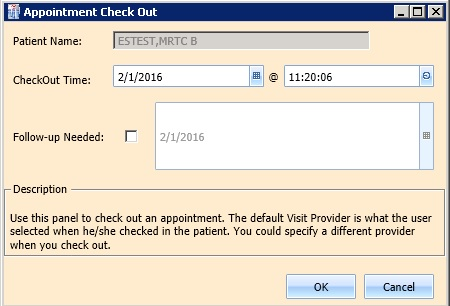 Appointment Check Out
Patient Name: ESTEST,MRTC B
CheckOut Time: 2/1/2016 @ 11:20:06
Follow-up Needed: 2/1/2016
Description
Use this panel to check out an appointment. The default Visit Provider is what the user
selected when he/she checked in the patient. You could specify a different provider
when you check out.
OK Cancel